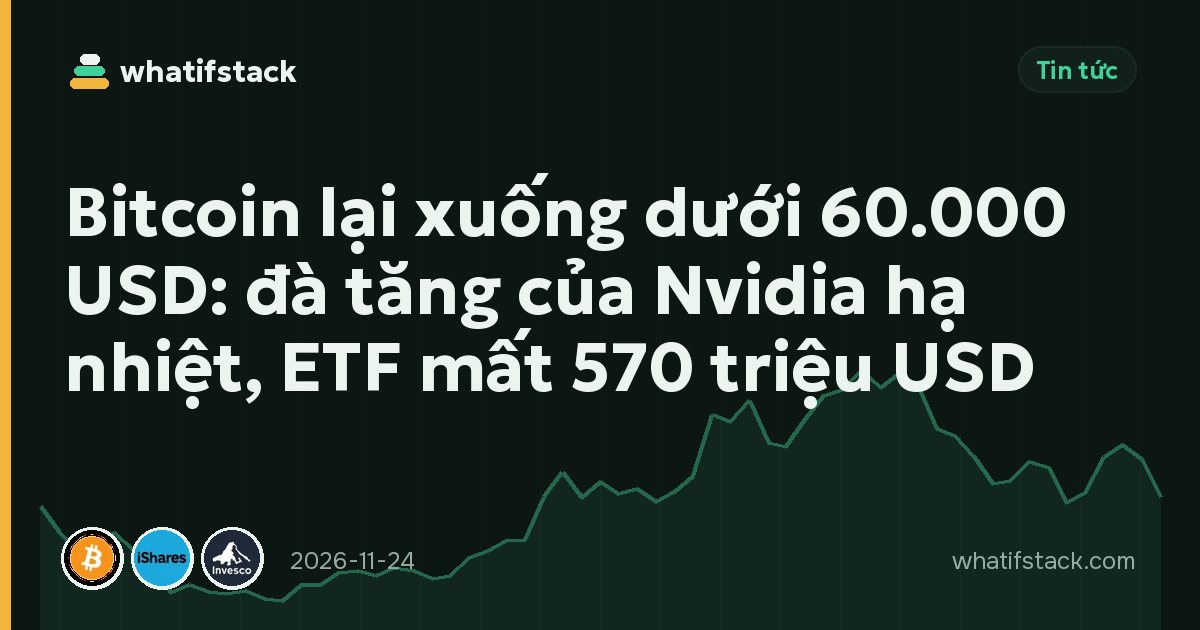 whatifstack
Tin tức
Bitcoin lại xuống dưới 60.000
USD: đà tăng của Nvidia hạ
nhiệt, ETF mất 570 triệu USD
iShares
Invesco
2026-11-24
whatifstack.com